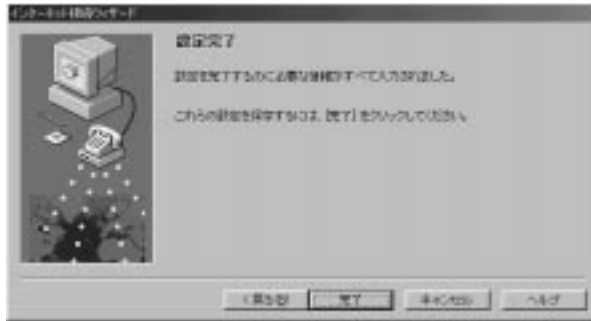 インターネット接続ウィザード
設定完了
設定を完了するのに必要な情報がすべて入力されました。
これらの設定を保存するには、[完了] をクリックしてください。
< 戻る(B)
完了
キャンセル
ヘルプ